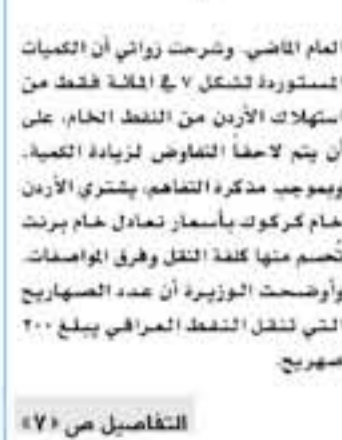 العام الماضي. وشرحت زواتي أن الكميات
المستوردة تشكل ٧ في المائة فقط من
استهلاك الأردن من النفط الخام، على
أن يتم لاحقاً التفاوض لزيادة الكمية.
وبموجب مذكرة التفاهم، يشتري الأردن
خام كركوك بأسعار تعادل خام برنت
تُحسم منها كلفة النقل وفرق المواصفات.
وأوضحت الوزيرة أن عدد الصهاريج
التي تنقل النفط العراقي يبلغ ٢٠٠
صهريج.
التفاصيل ص «٧»